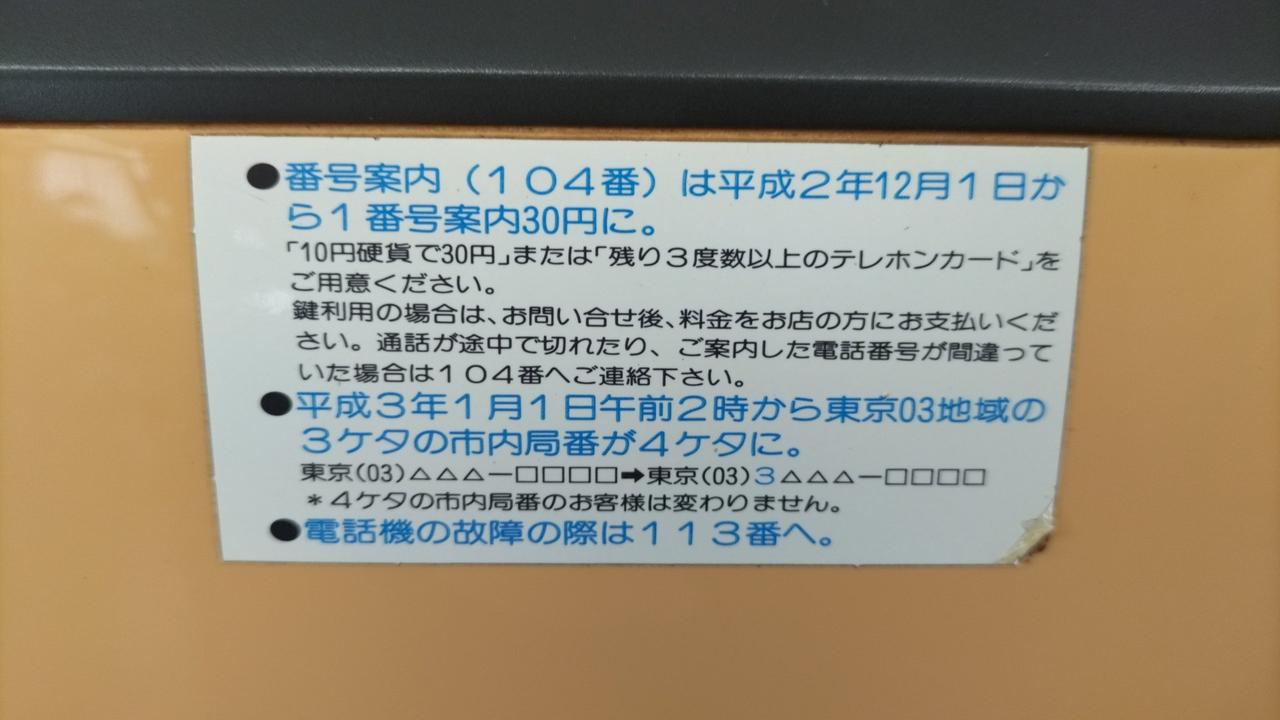 ●番号案内（１０４番）は平成２年12月１日か
ら１番号案内30円に。
「10円硬貨で30円」または「残り３度数以上のテレホンカード」を
ご用意ください。
鍵利用の場合は、お問い合せ後、料金をお店の方にお支払いくだ
さい。通話が途中で切れたり、ご案内した電話番号が間違って
いた場合は１０４番へご連絡下さい。
●平成３年１月１日午前２時から東京03地域の
３ケタの市内局番が４ケタに。
東京(03)△△△ー□□□□➡東京(03)３△△△ー□□□□
＊４ケタの市内局番のお客様は変わりません。
●電話機の故障の際は１１３番へ。